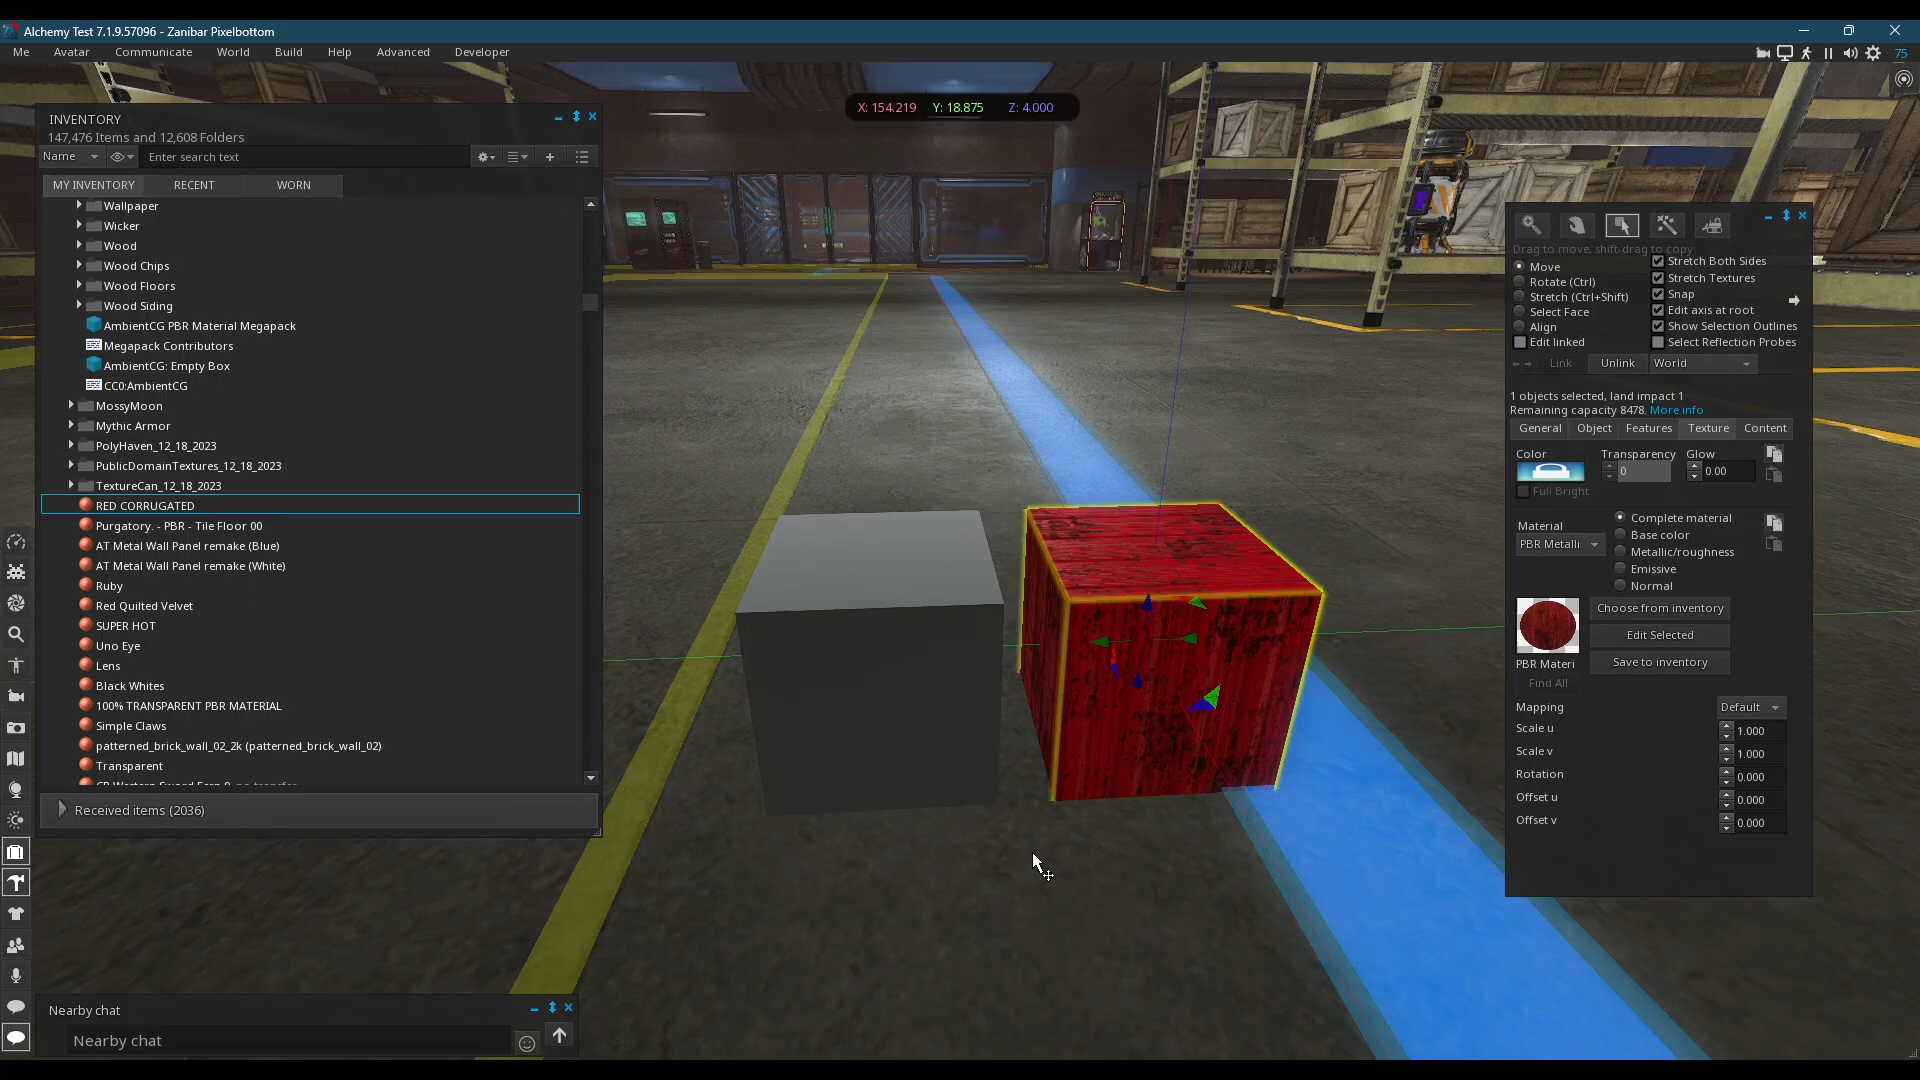 Alchemy Test 7.1.9.57096 - Zanibar Pixelbottom
Me Avatar Communicate World Build Help Advanced Developer
75
X: 154.219 Y: 18.875 Z: 4.000
INVENTORY
147,476 Items and 12,608 Folders
Name
Enter search text
MY INVENTORY RECENT WORN
Wallpaper
Wicker
Wood
Wood Chips
Wood Floors
Wood Siding
AmbientCG PBR Material Megapack
Megapack Contributors
AmbientCG: Empty Box
CC0:AmbientCG
MossyMoon
Mythic Armor
PolyHaven_12_18_2023
PublicDomainTextures_12_18_2023
TextureCan_12_18_2023
RED CORRUGATED
Purgatory. - PBR - Tile Floor 00
AT Metal Wall Panel remake (Blue)
AT Metal Wall Panel remake (White)
Ruby
Red Quilted Velvet
SUPER HOT
Uno Eye
Lens
Black Whites
100% TRANSPARENT PBR MATERIAL
Simple Claws
patterned_brick_wall_02_2k (patterned_brick_wall_02)
Transparent
Received items (2036)
Nearby chat
Nearby chat
Drag to move, shift-drag to copy
Move
Rotate (Ctrl)
Stretch (Ctrl+Shift)
Select Face
Align
Edit linked
Stretch Both Sides
Stretch Textures
Snap
Edit axis at root
Show Selection Outlines
Select Reflection Probes
Link Unlink World
1 objects selected, land impact 1
Remaining capacity 8478. More info
General Object Features Texture Content
Color Transparency Glow
0 0.00
Full Bright
Material
PBR Metalli
Complete material
Base color
Metallic/roughness
Emissive
Normal
Choose from inventory
Edit Selected
Save to inventory
PBR Materi
Find All
Mapping Default
Scale u 1.000
Scale v 1.000
Rotation 0.000
Offset u 0.000
Offset v 0.000